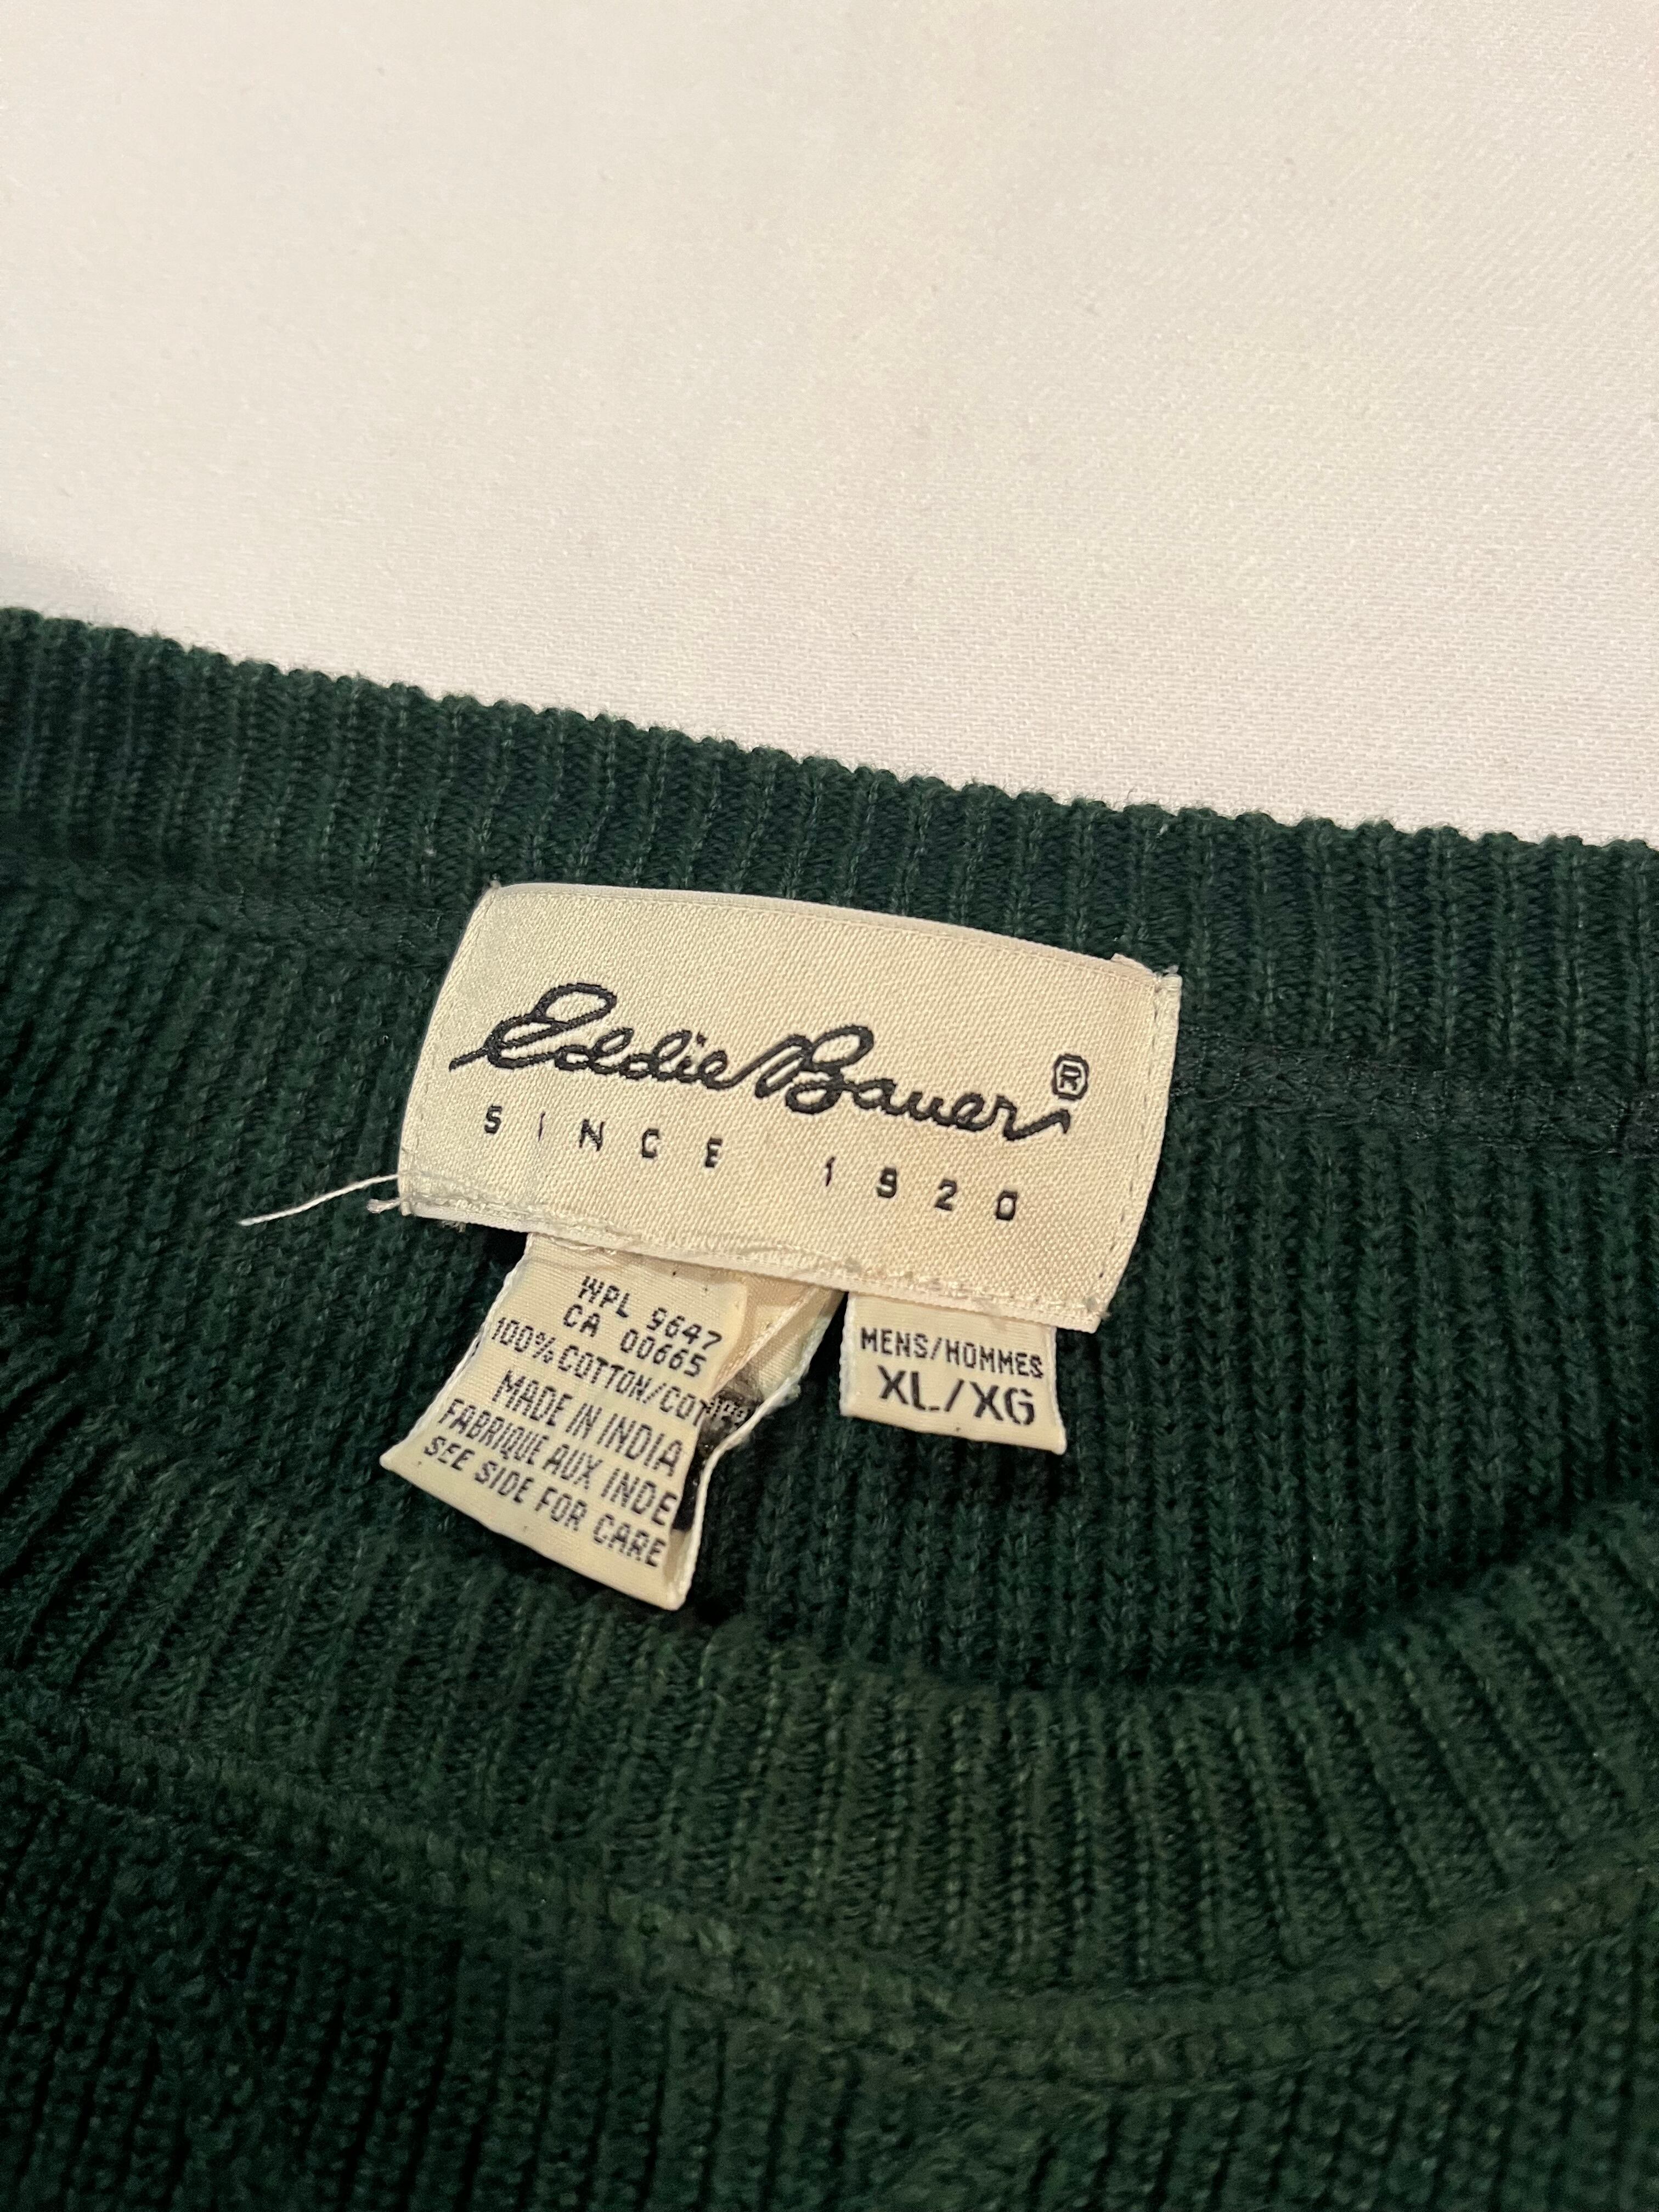 Eddie Bauer ®
SINCE 1920
WPL 9647
CA 00665
100% COTTON/COT
MADE IN INDIA
FABRIQUE AUX INDE
SEE SIDE FOR CARE
MENS/HOMMES
XL/XG